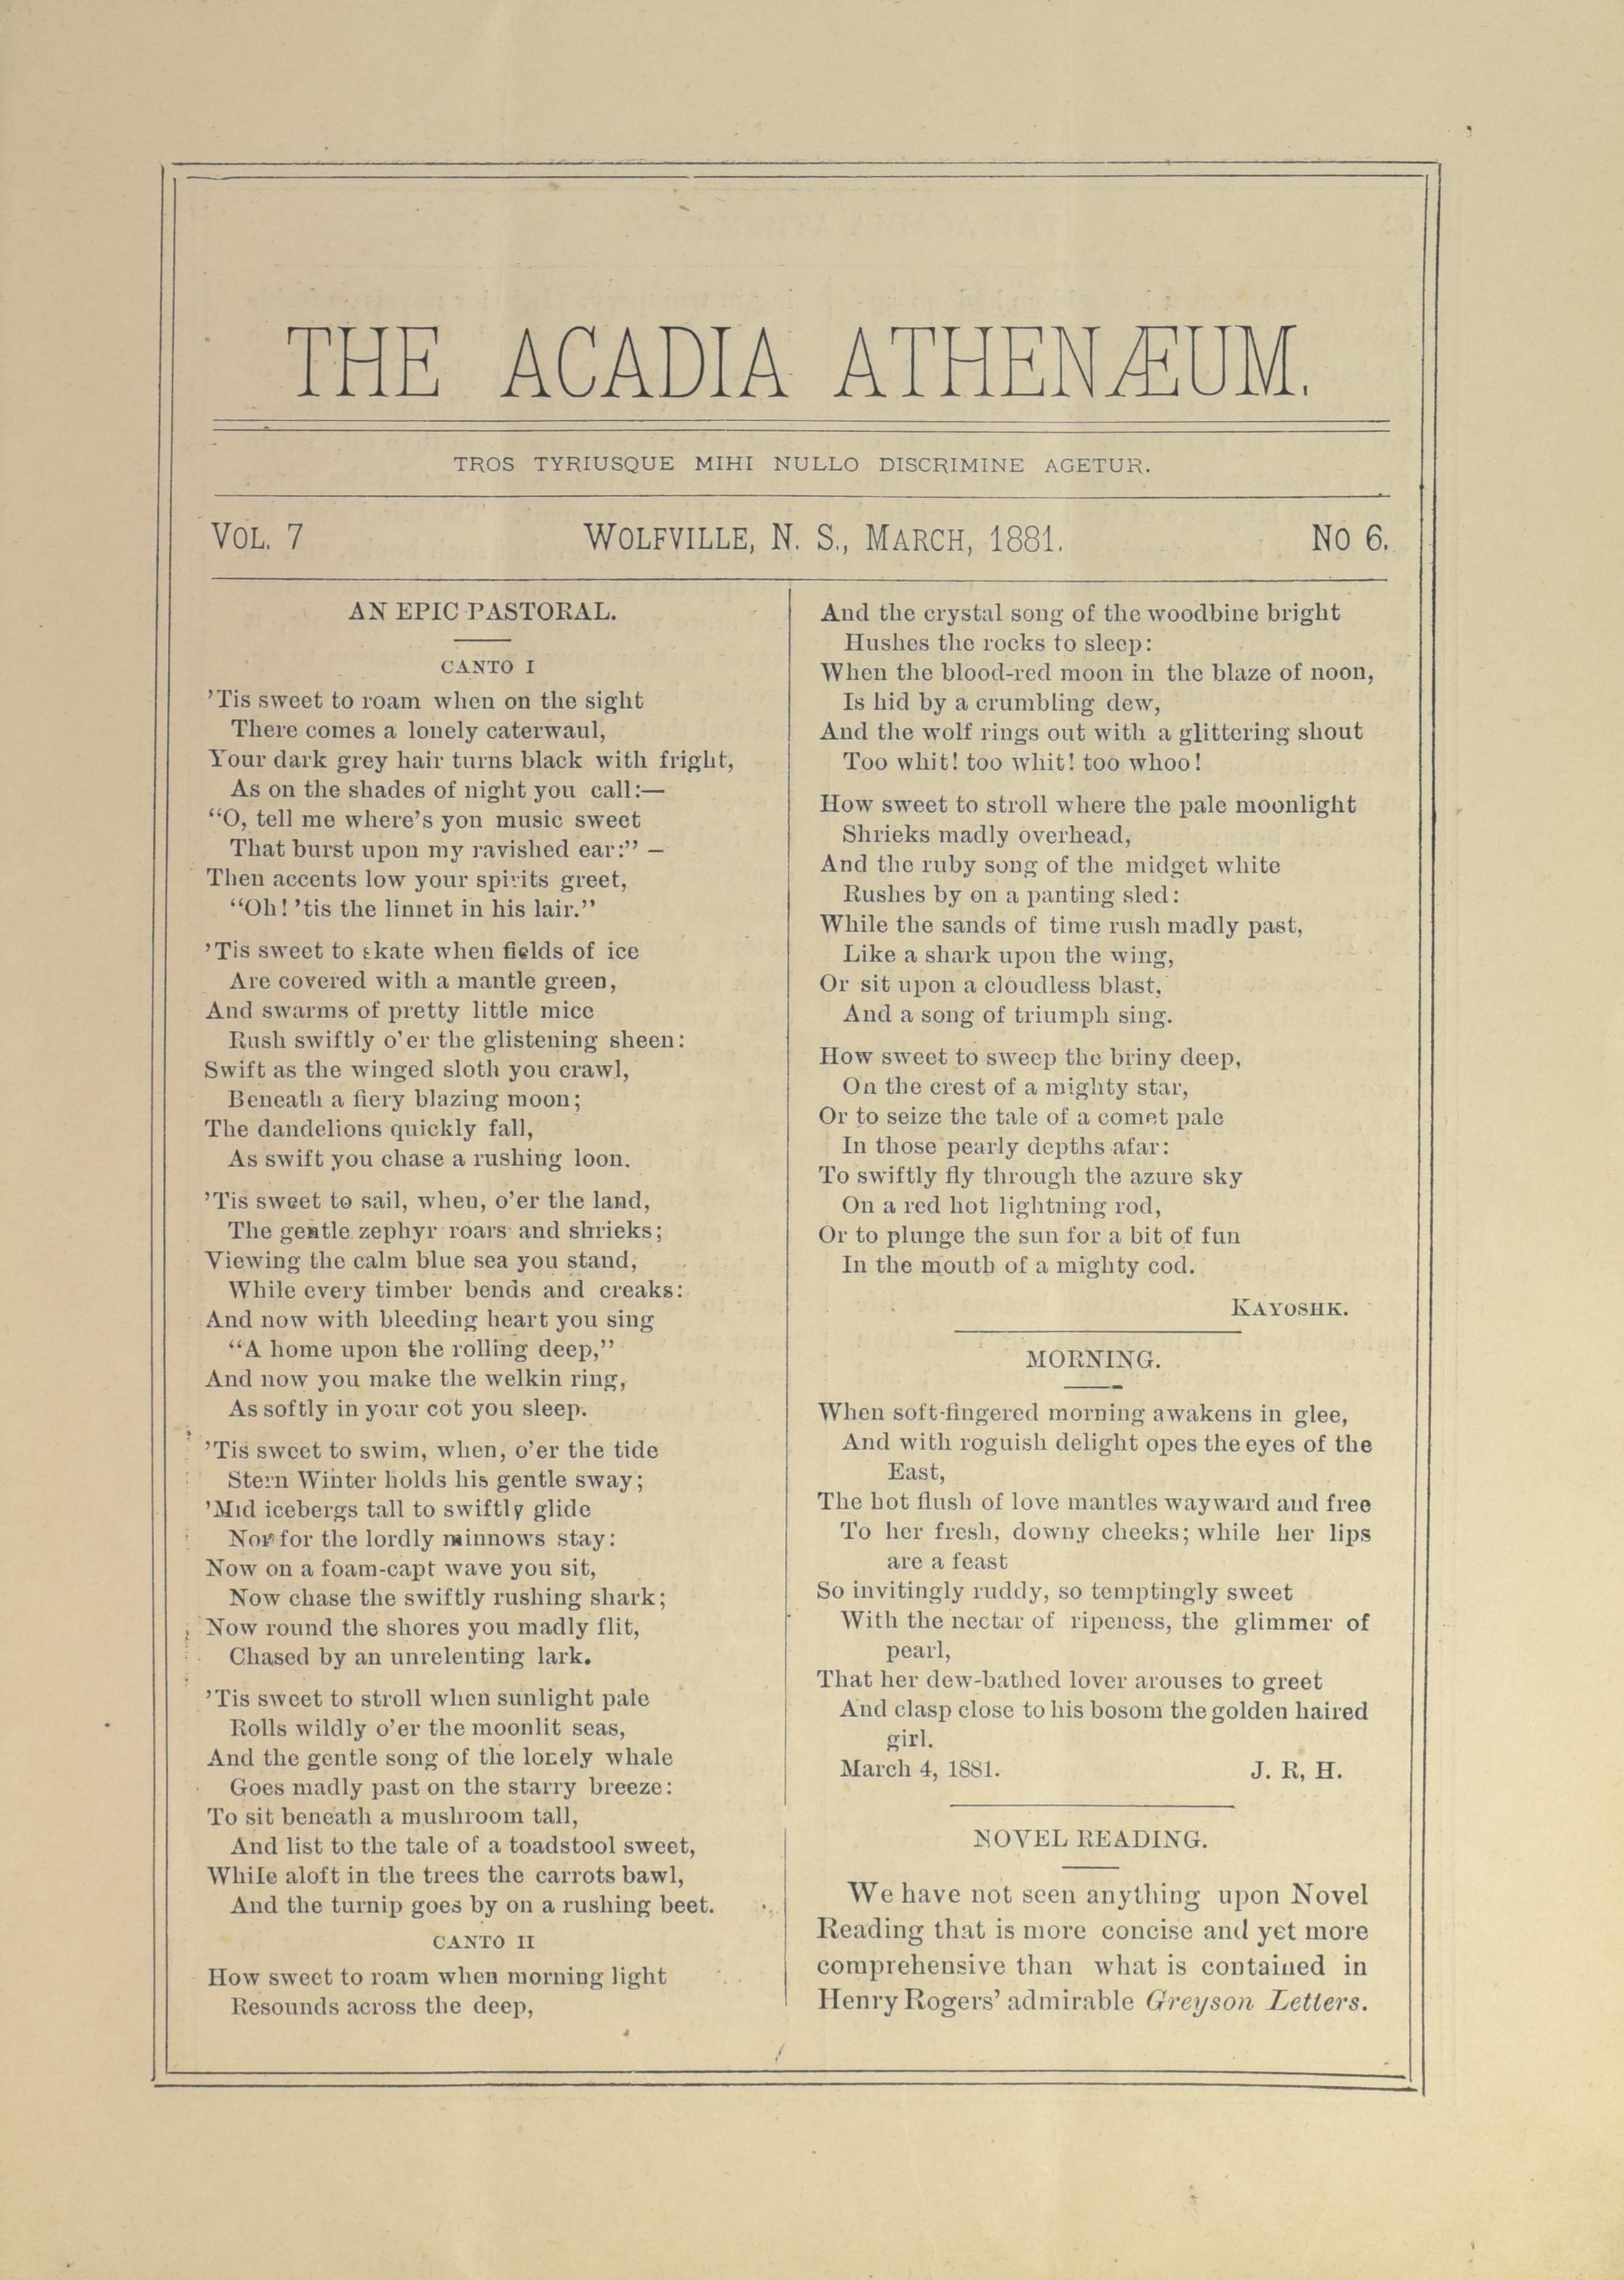 THE ACADIA ATHENÆUM.
TROS TYRIUSQUE MIHI NULLO DISCRIMINE AGETUR.
VOL. 7 WOLFVILLE, N. S., MARCH, 1881. NO 6.
AN EPIC PASTORAL.
CANTO I
’Tis sweet to roam when on the sight
There comes a lonely caterwaul,
Your dark grey hair turns black with fright,
As on the shades of night you call:—
“O, tell me where’s yon music sweet
That burst upon my ravished ear:” –
Then accents low your spirits greet,
“Oh! ’tis the linnet in his lair.”
’Tis sweet to skate when fields of ice
Are covered with a mantle green,
And swarms of pretty little mice
Rush swiftly o’er the glistening sheen:
Swift as the winged sloth you crawl,
Beneath a fiery blazing moon;
The dandelions quickly fall,
As swift you chase a rushing loon.
’Tis sweet to sail, when, o’er the land,
The gentle zephyr roars and shrieks;
Viewing the calm blue sea you stand,
While every timber bends and creaks:
And now with bleeding heart you sing
“A home upon the rolling deep,”
And now you make the welkin ring,
As softly in your cot you sleep.
’Tis sweet to swim, when, o’er the tide
Stern Winter holds his gentle sway;
’Mid icebergs tall to swiftly glide
Nor for the lordly minnows stay:
Now on a foam-capt wave you sit,
Now chase the swiftly rushing shark;
Now round the shores you madly flit,
Chased by an unrelenting lark.
’Tis sweet to stroll when sunlight pale
Rolls wildly o’er the moonlit seas,
And the gentle song of the lonely whale
Goes madly past on the starry breeze:
To sit beneath a mushroom tall,
And list to the tale of a toadstool sweet,
While aloft in the trees the carrots bawl,
And the turnip goes by on a rushing beet.
CANTO II
How sweet to roam when morning light
Resounds across the deep,
And the crystal song of the woodbine bright
Hushes the rocks to sleep:
When the blood-red moon in the blaze of noon,
Is hid by a crumbling dew,
And the wolf rings out with a glittering shout
Too whit! too whit! too whoo!
How sweet to stroll where the pale moonlight
Shrieks madly overhead,
And the ruby song of the midget white
Rushes by on a panting sled:
While the sands of time rush madly past,
Like a shark upon the wing,
Or sit upon a cloudless blast,
And a song of triumph sing.
How sweet to sweep the briny deep,
On the crest of a mighty star,
Or to seize the tale of a comet pale
In those pearly depths afar:
To swiftly fly through the azure sky
On a red hot lightning rod,
Or to plunge the sun for a bit of fun
In the mouth of a mighty cod.
KAYOSHK.
MORNING.
When soft-fingered morning awakens in glee,
And with roguish delight opes the eyes of the
East,
The hot flush of love mantles wayward and free
To her fresh, downy cheeks; while her lips
are a feast
So invitingly ruddy, so temptingly sweet
With the nectar of ripeness, the glimmer of
pearl,
That her dew-bathed lover arouses to greet
And clasp close to his bosom the golden haired
girl.
March 4, 1881. J. R, H.
NOVEL READING.
We have not seen anything upon Novel
Reading that is more concise and yet more
comprehensive than what is contained in
Henry Rogers’ admirable Greyson Letters.